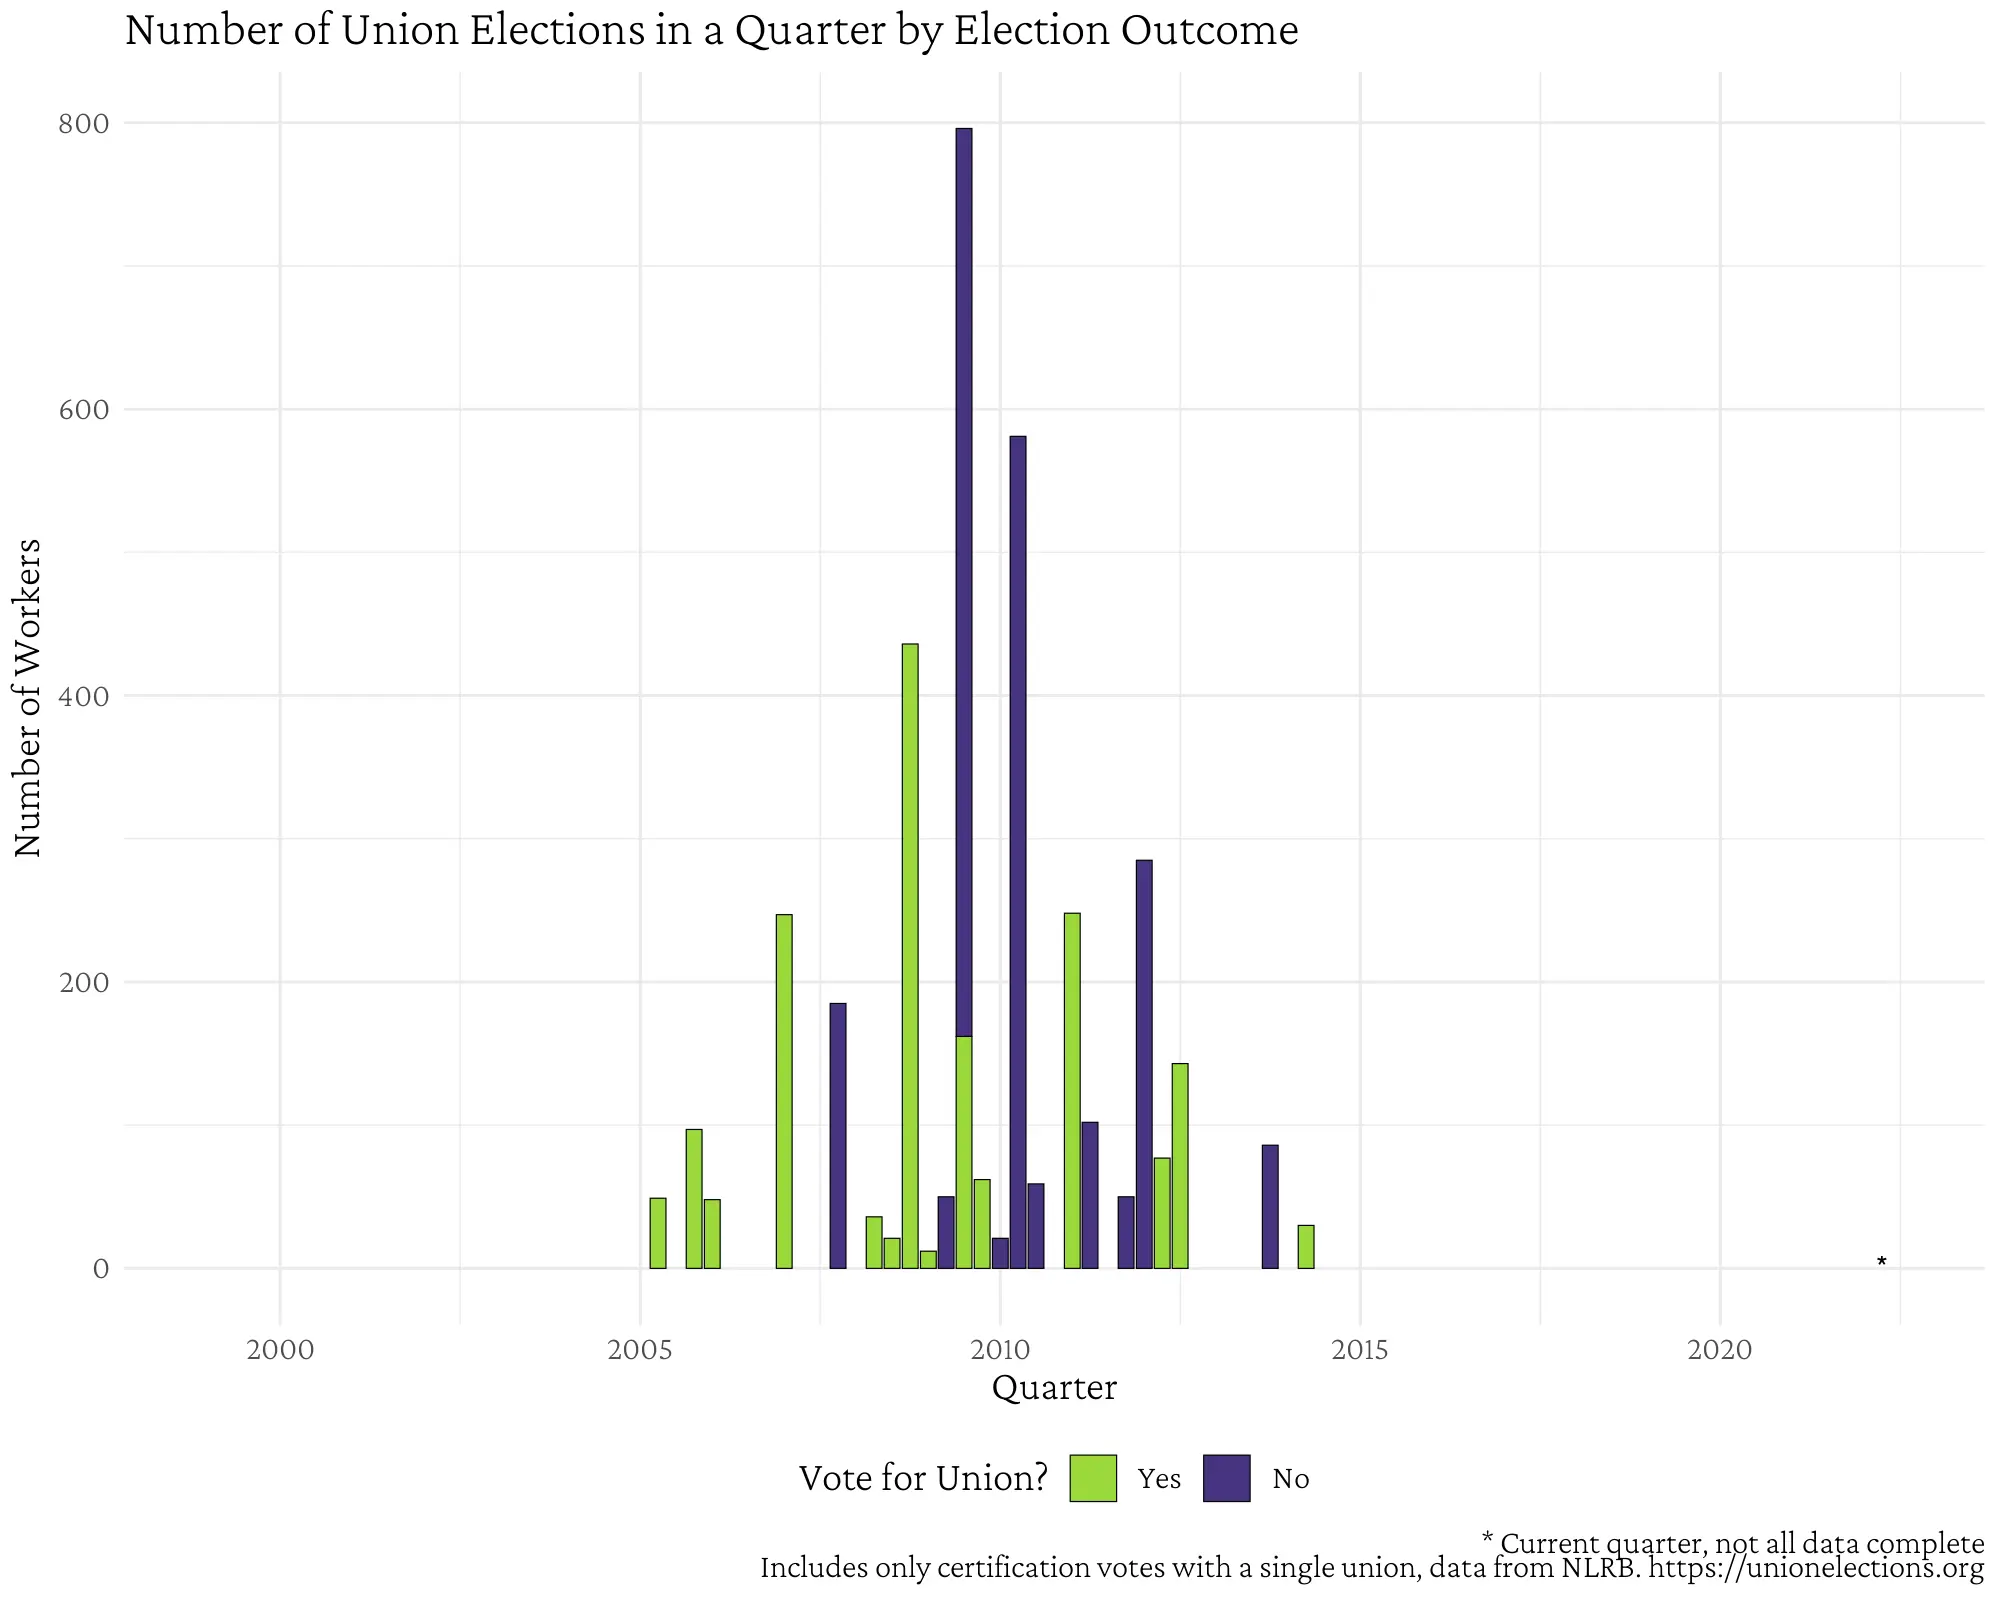 Number of Union Elections in a Quarter by Election Outcome
800
600
400
200
0
Number of Workers
*
2000 2005 2010 2015 2020
Quarter
Vote for Union? Yes No
* Current quarter, not all data complete
Includes only certification votes with a single union, data from NLRB. https://unionelections.org